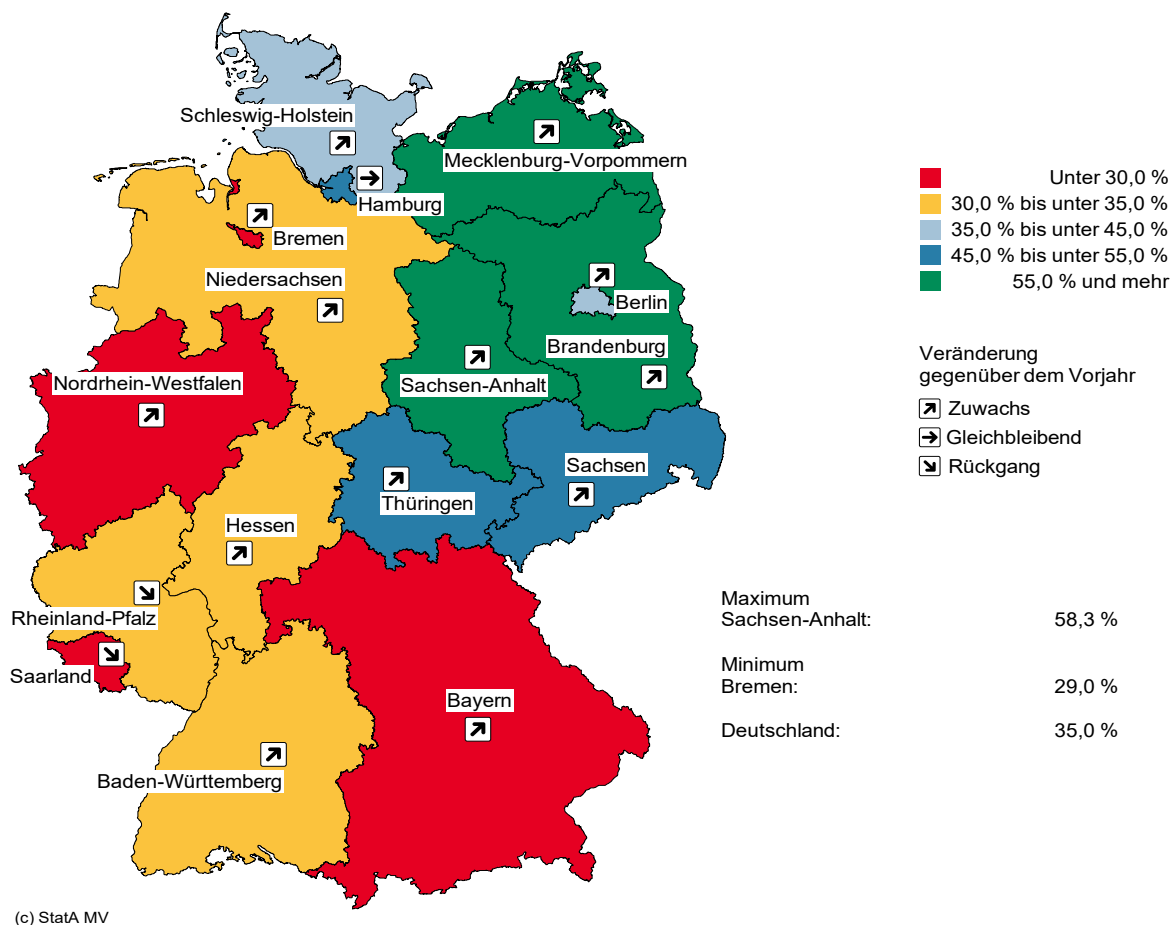 Schleswig-Holstein
Mecklenburg-Vorpommern
Hamburg
Bremen
Niedersachsen
Berlin
Brandenburg
Nordrhein-Westfalen
Sachsen-Anhalt
Sachsen
Thüringen
Hessen
Rheinland-Pfalz
Saarland
Bayern
Baden-Württemberg
Unter 30,0 %
30,0 % bis unter 35,0 %
35,0 % bis unter 45,0 %
45,0 % bis unter 55,0 %
55,0 % und mehr
Veränderung
gegenüber dem Vorjahr
Zuwachs
Gleichbleibend
Rückgang
Maximum
Sachsen-Anhalt: 58,3 %
Minimum
Bremen: 29,0 %
Deutschland: 35,0 %
(c) StatA MV